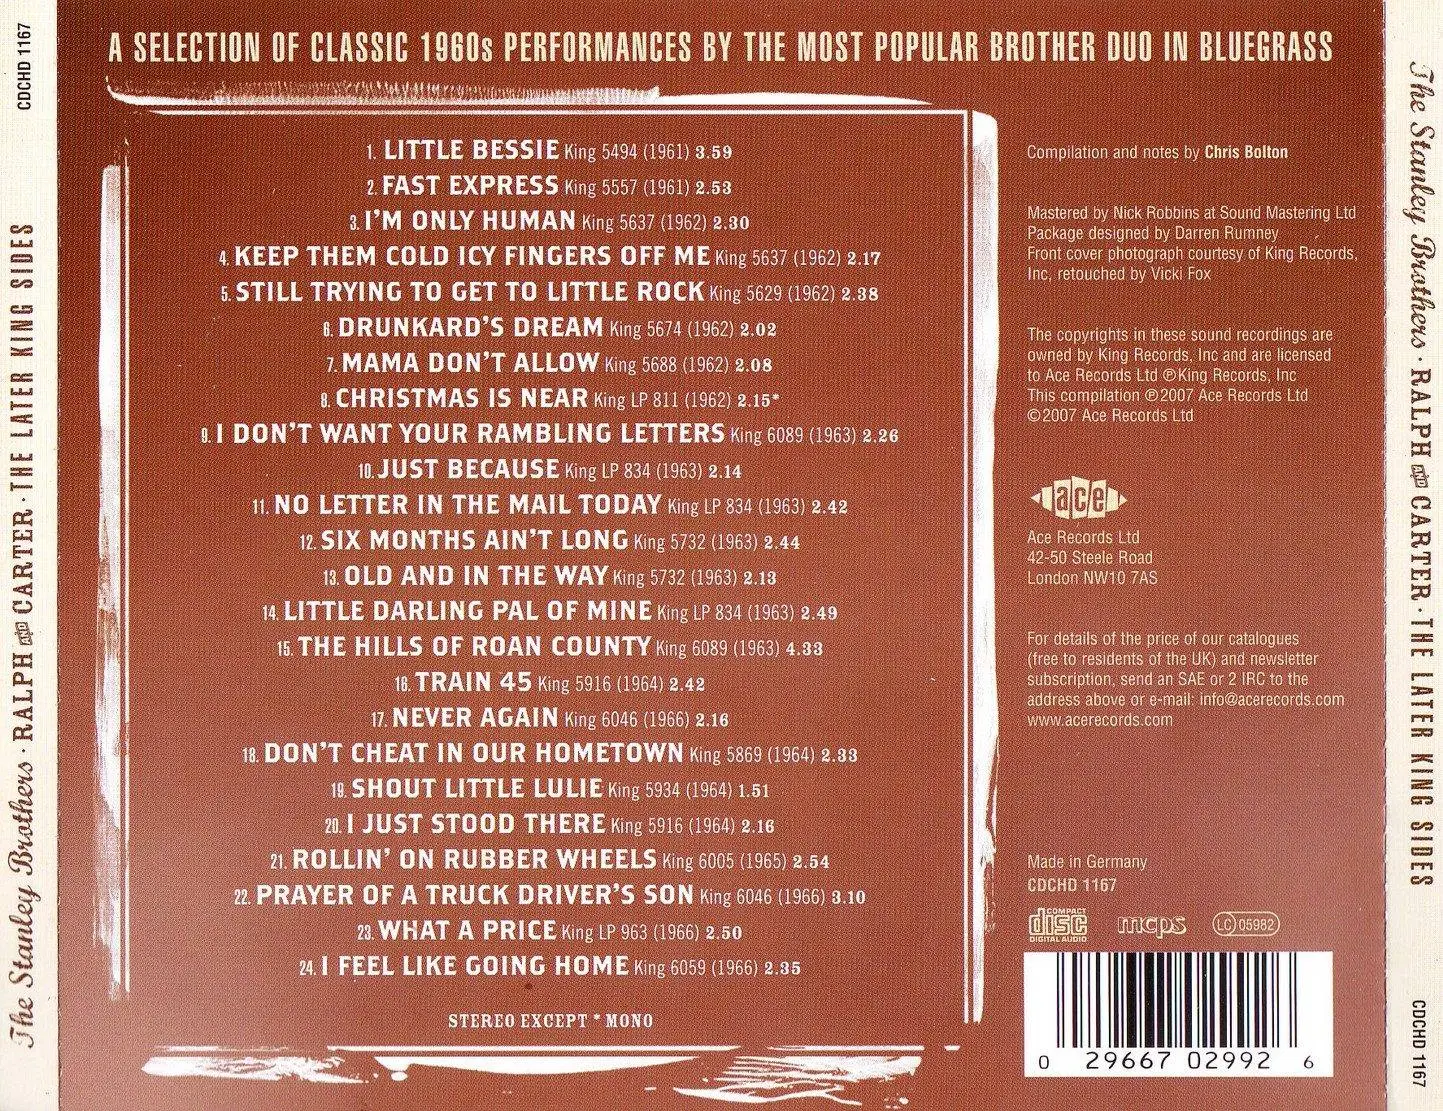 CDCHD 1167
The Stanley Brothers · RALPH AND CARTER · THE LATER KING SIDES
A SELECTION OF CLASSIC 1960s PERFORMANCES BY THE MOST POPULAR BROTHER DUO IN BLUEGRASS
1. LITTLE BESSIE King 5494 (1961) 3.59
2. FAST EXPRESS King 5557 (1961) 2.53
3. I'M ONLY HUMAN King 5637 (1962) 2.30
4. KEEP THEM COLD ICY FINGERS OFF ME King 5637 (1962) 2.17
5. STILL TRYING TO GET TO LITTLE ROCK King 5629 (1962) 2.38
6. DRUNKARD'S DREAM King 5674 (1962) 2.02
7. MAMA DON'T ALLOW King 5688 (1962) 2.08
8. CHRISTMAS IS NEAR King LP 811 (1962) 2.15*
9. I DON'T WANT YOUR RAMBLING LETTERS King 6089 (1963) 2.26
10. JUST BECAUSE King LP 834 (1963) 2.14
11. NO LETTER IN THE MAIL TODAY King LP 834 (1963) 2.42
12. SIX MONTHS AIN'T LONG King 5732 (1963) 2.44
13. OLD AND IN THE WAY King 5732 (1963) 2.13
14. LITTLE DARLING PAL OF MINE King LP 834 (1963) 2.49
15. THE HILLS OF ROAN COUNTY King 6089 (1963) 4.33
16. TRAIN 45 King 5916 (1964) 2.42
17. NEVER AGAIN King 6046 (1966) 2.16
18. DON'T CHEAT IN OUR HOMETOWN King 5869 (1964) 2.33
19. SHOUT LITTLE LULIE King 5934 (1964) 1.51
20. I JUST STOOD THERE King 5916 (1964) 2.16
21. ROLLIN' ON RUBBER WHEELS King 6005 (1965) 2.54
22. PRAYER OF A TRUCK DRIVER'S SON King 6046 (1966) 3.10
23. WHAT A PRICE King LP 963 (1966) 2.50
24. I FEEL LIKE GOING HOME King 6059 (1966) 2.35
STEREO EXCEPT * MONO
Compilation and notes by Chris Bolton
Mastered by Nick Robbins at Sound Mastering Ltd
Package designed by Darren Rumney
Front cover photograph courtesy of King Records,
Inc, retouched by Vicki Fox
The copyrights in these sound recordings are
owned by King Records, Inc and are licensed
to Ace Records Ltd ℗King Records, Inc
This compilation ℗2007 Ace Records Ltd
©2007 Ace Records Ltd
ace
Ace Records Ltd
42-50 Steele Road
London NW10 7AS
For details of the price of our catalogues
(free to residents of the UK) and newsletter
subscription, send an SAE or 2 IRC to the
address above or e-mail: info@acerecords.com
www.acerecords.com
Made in Germany
CDCHD 1167
COMPACT disc DIGITAL AUDIO
mcps
LC 05982
0 29667 02992 6
The Stanley Brothers · RALPH AND CARTER · THE LATER KING SIDES
CDCHD 1167